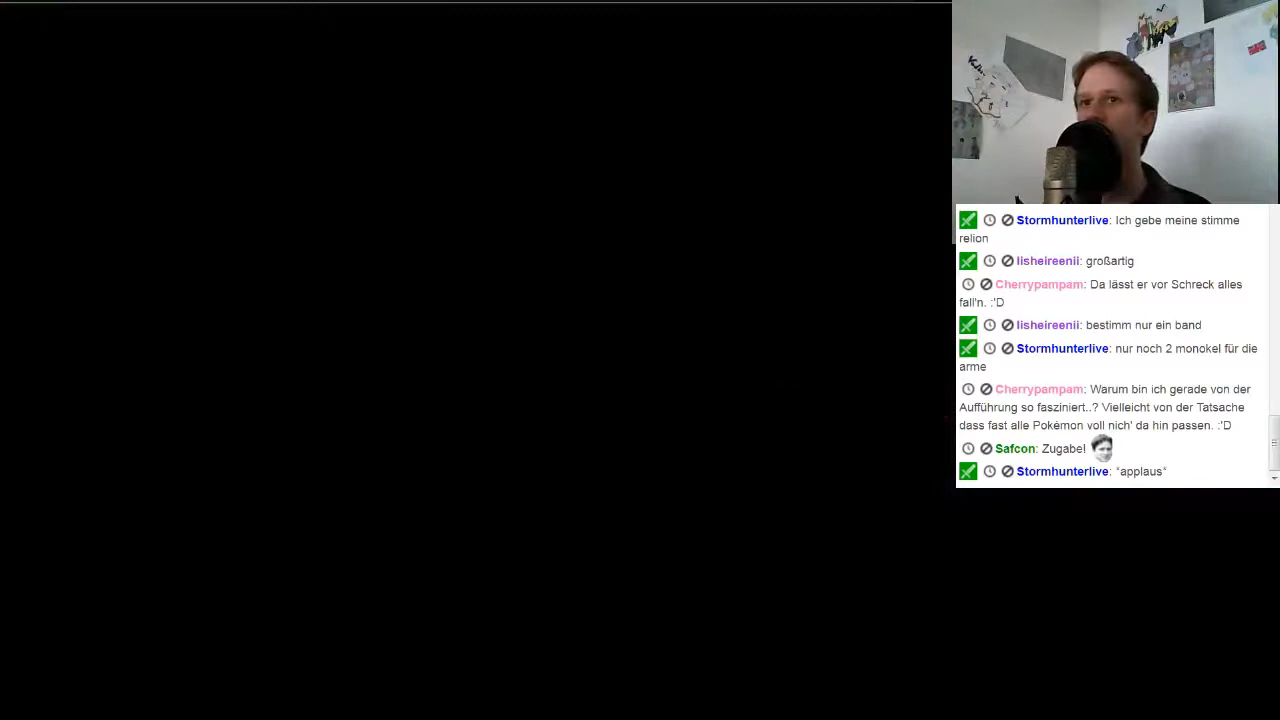 Stormhunterlive: Ich gebe meine stimme
relion
lisheireenii: großartig
Cherrypampam: Da lässt er vor Schreck alles
fall'n. :'D
lisheireenii: bestimm nur ein band
Stormhunterlive: nur noch 2 monokel für die
arme
Cherrypampam: Warum bin ich gerade von der
Aufführung so fasziniert..? Vielleicht von der Tatsache
dass fast alle Pokémon voll nich' da hin passen. :'D
Safcon: Zugabe!
Stormhunterlive: *applaus*